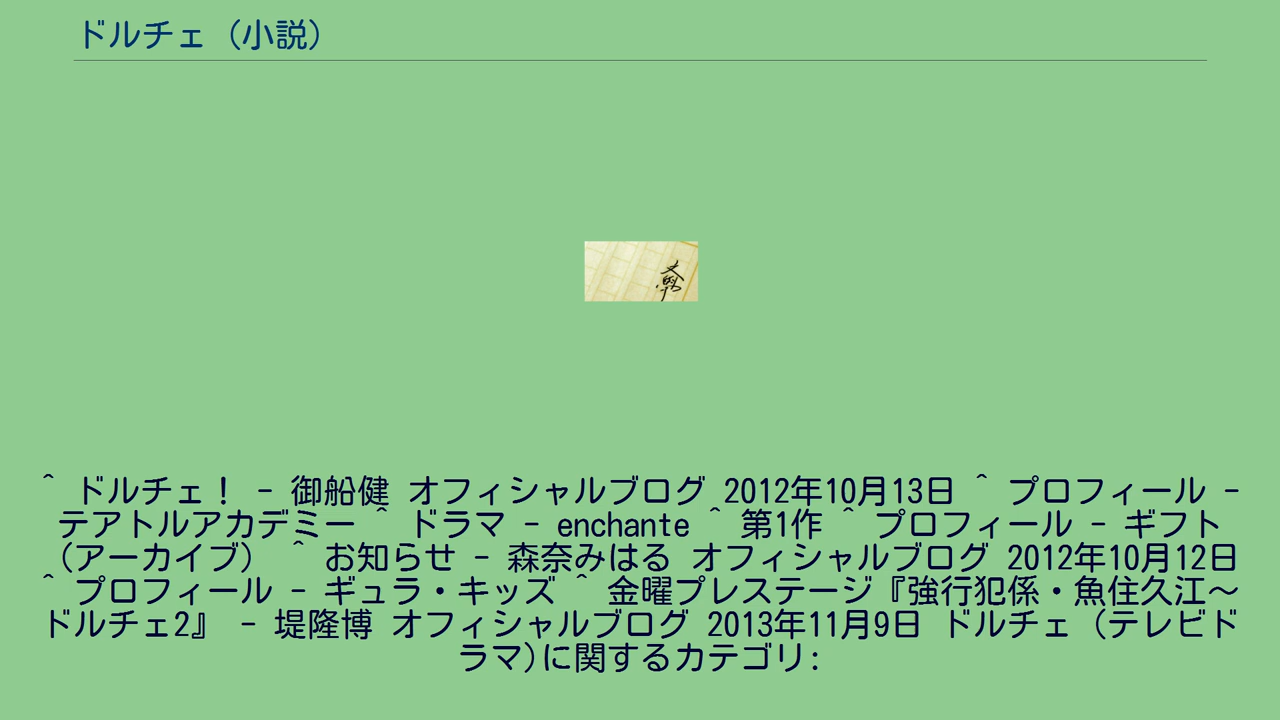 ドルチェ (小説)
^ ドルチェ！ - 御船健 オフィシャルブログ 2012年10月13日 ^ プロフィール -
テアトルアカデミー ^ ドラマ - enchante ^ 第1作 ^ プロフィール - ギフト
（アーカイブ） ^ お知らせ - 森奈みはる オフィシャルブログ 2012年10月12日
^ プロフィール - ギュラ・キッズ ^ 金曜プレステージ『強行犯係・魚住久江～
ドルチェ2』 - 堤隆博 オフィシャルブログ 2013年11月9日 ドルチェ (テレビド
ラマ)に関するカテゴリ: